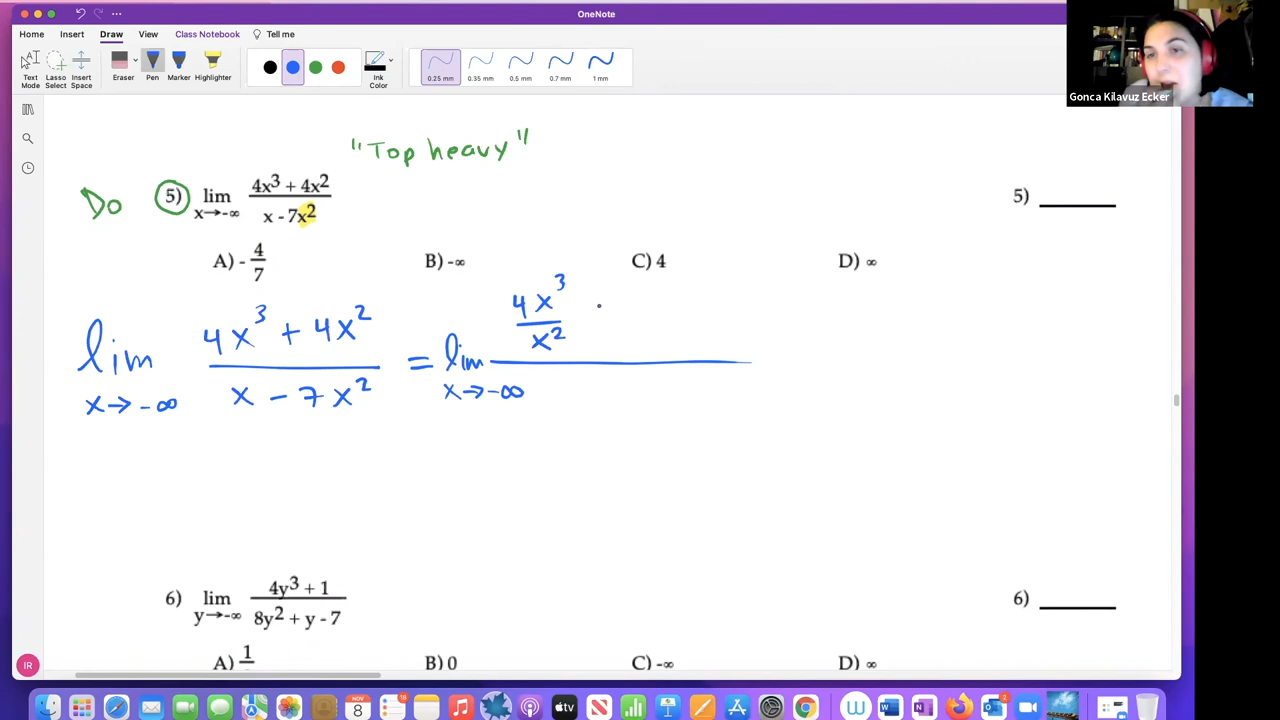 OneNote
Home Insert Draw View Class Notebook Tell me
Text Mode Lasso Select Insert Space Eraser Pen Marker Highlighter Ink Color 0.25 mm 0.35 mm 0.5 mm 0.7 mm 1 mm
Gonca Kilavuz Ecker
"Top heavy"
Do 5) lim x→-∞ (4x³ + 4x²)/(x - 7x²) 5)
A) - 4/7 B) -∞ C) 4 D) ∞
lim x→-∞ (4x³ + 4x²)/(x - 7x²) = lim x→-∞ 4x³/x²
6) lim y→-∞ (4y³ + 1)/(8y² + y - 7) 6)
A) 1 B) 0 C) -∞ D) ∞
IR
NOV 8